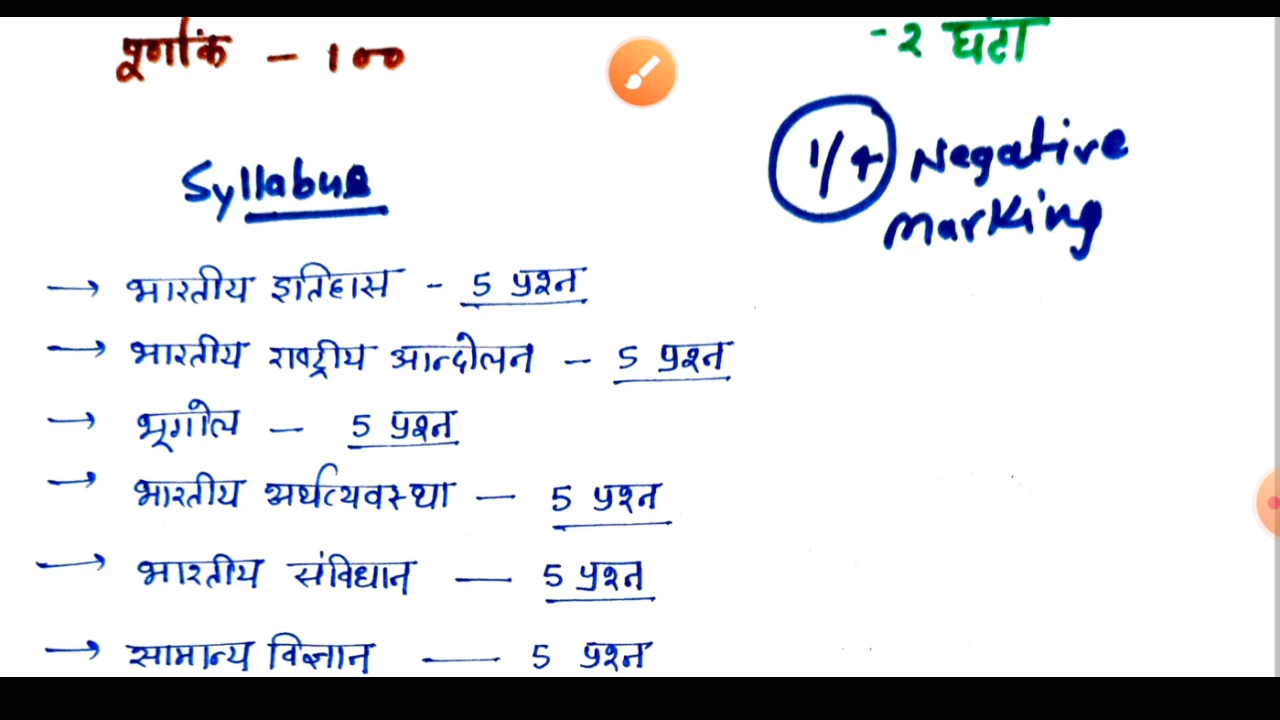 पूर्णांक - 100
- २ घंटा
1/4 Negative
Marking
Syllabus
→ भारतीय इतिहास - 5 प्रश्न
→ भारतीय राष्ट्रीय आन्दोलन - 5 प्रश्न
→ भूगोल - 5 प्रश्न
→ भारतीय अर्थव्यवस्था - 5 प्रश्न
→ भारतीय संविधान - 5 प्रश्न
→ सामान्य विज्ञान - 5 प्रश्न